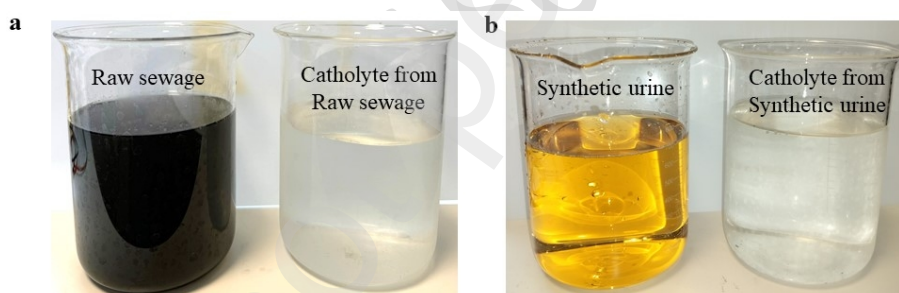 a
Raw sewage
Catholyte from
Raw sewage
b
Synthetic urine
Catholyte from
Synthetic urine